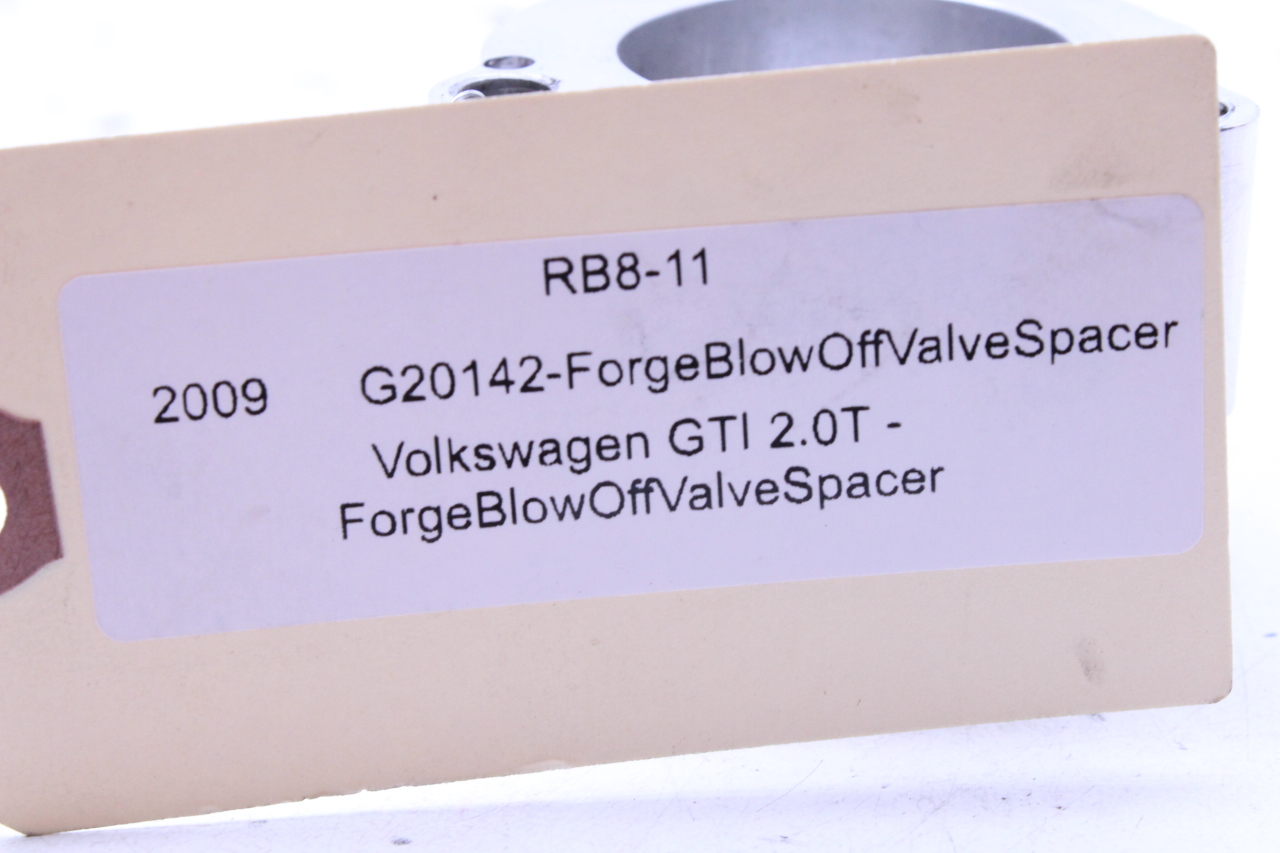 RB8-11
2009 G20142-ForgeBlowOffValveSpacer
Volkswagen GTI 2.0T -
ForgeBlowOffValveSpacer